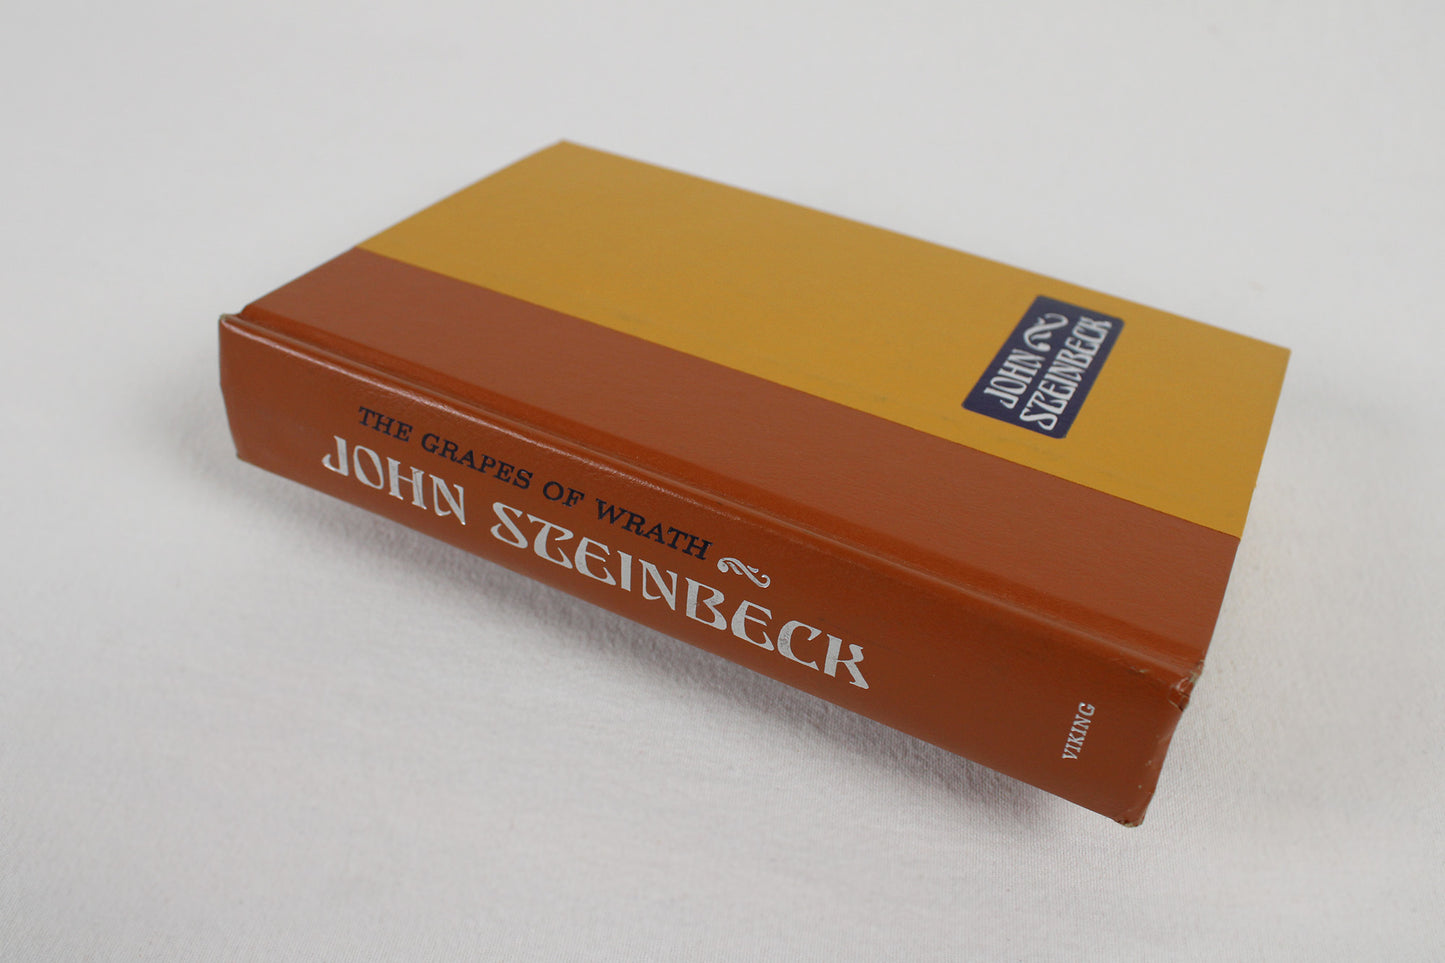 THE GRAPES OF WRATH
JOHN STEINBECK
VIKING
JOHN
STEINBECK